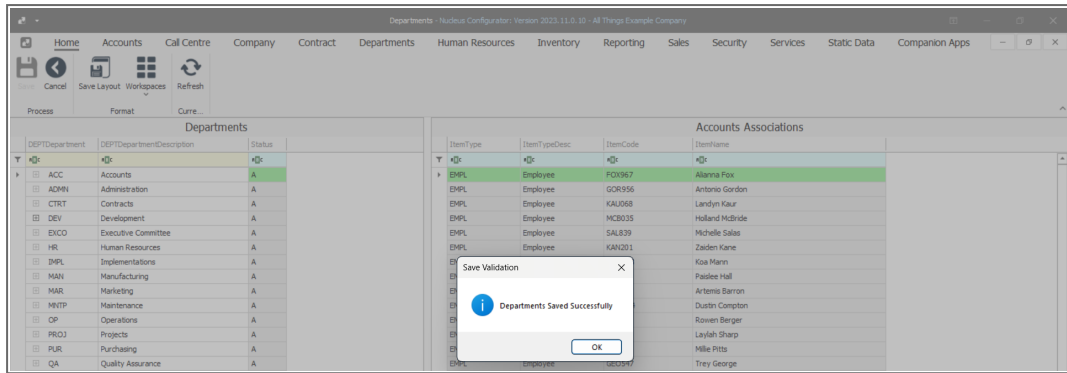 Departments - Nucleus Configurator: Version 2023.11.0.10 - All Things Example Company
Home Accounts Call Centre Company Contract Departments Human Resources Inventory Reporting Sales Security Services Static Data Companion Apps
Save Cancel Save Layout Workspaces Refresh
Process Format Curre...
Departments
DEPTDepartment DEPTDepartmentDescription Status
ACC Accounts A
ADMN Administration A
CTRT Contracts A
DEV Development A
EXCO Executive Committee A
HR Human Resources A
IMPL Implementations A
MAN Manufacturing A
MAR Marketing A
MNTP Maintenance A
OP Operations A
PROJ Projects A
PUR Purchasing A
QA Quality Assurance A
Accounts Associations
ItemType ItemTypeDesc ItemCode ItemName
EMPL Employee FOX967 Alianna Fox
EMPL Employee GOR956 Antonio Gordon
EMPL Employee KAU068 Landyn Kaur
EMPL Employee MCB035 Holland McBride
EMPL Employee SAL839 Michelle Salas
EMPL Employee KAN201 Zaiden Kane
Koa Mann
Paislee Hall
Artemis Barron
Dustin Compton
Rowen Berger
Laylah Sharp
Millie Pitts
EMPL Employee GEO547 Trey George
Save Validation
Departments Saved Successfully
OK